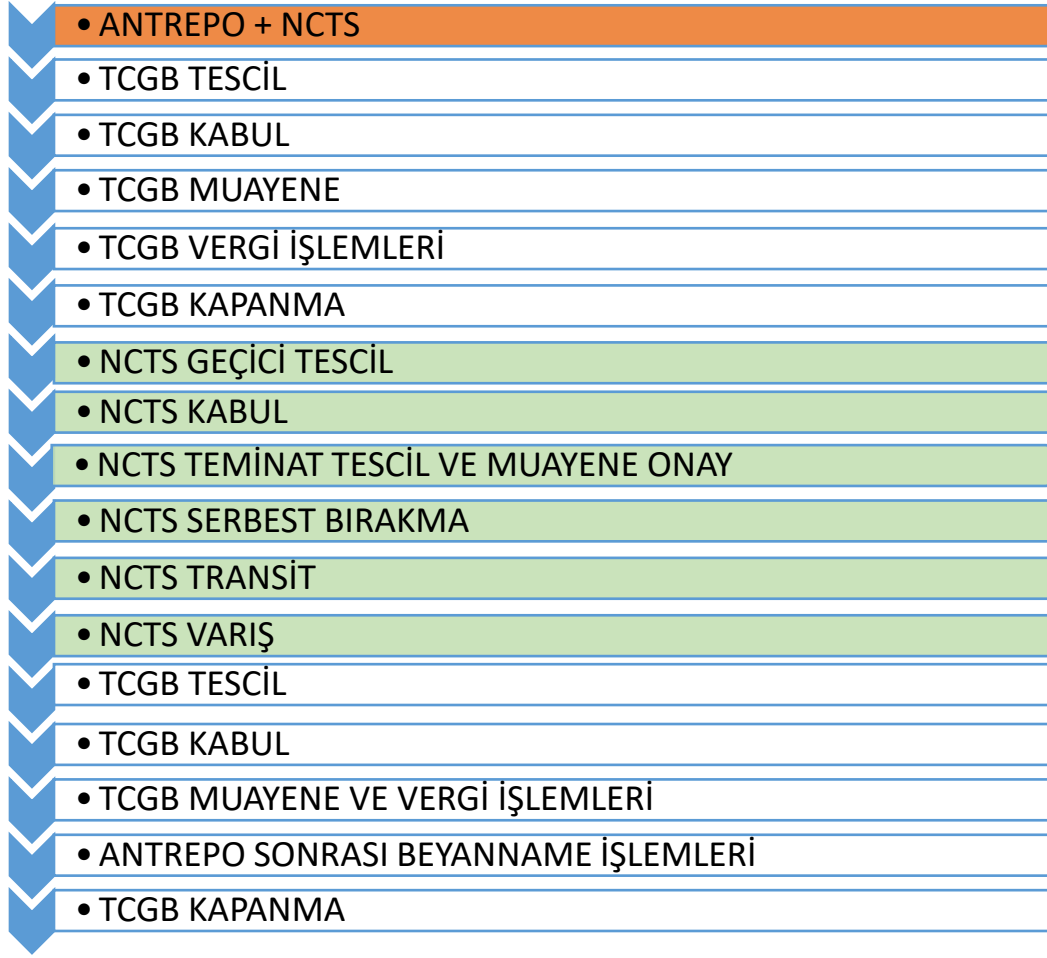 • ANTREPO + NCTS
• TCGB TESCİL
• TCGB KABUL
• TCGB MUAYENE
• TCGB VERGİ İŞLEMLERİ
• TCGB KAPANMA
• NCTS GEÇİCİ TESCİL
• NCTS KABUL
• NCTS TEMİNAT TESCİL VE MUAYENE ONAY
• NCTS SERBEST BIRAKMA
• NCTS TRANSİT
• NCTS VARIŞ
• TCGB TESCİL
• TCGB KABUL
• TCGB MUAYENE VE VERGİ İŞLEMLERİ
• ANTREPO SONRASI BEYANNAME İŞLEMLERİ
• TCGB KAPANMA